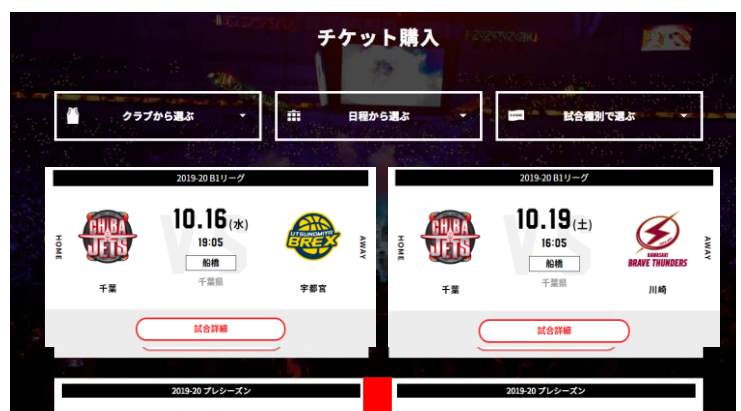 チケット購入
クラブから選ぶ
日程から選ぶ
試合種別で選ぶ
2019-20 B1リーグ
HOME
CHIBA JETS
千葉
VS
10.16(水)
19:05
船橋
千葉県
UTSUNOMIYA
BREX
宇都宮
AWAY
試合詳細
2019-20 B1リーグ
HOME
CHIBA JETS
千葉
VS
10.19(土)
16:05
船橋
千葉県
KAWASAKI
BRAVE THUNDERS
川崎
AWAY
試合詳細
2019-20 プレシーズン
2019-20 プレシーズン